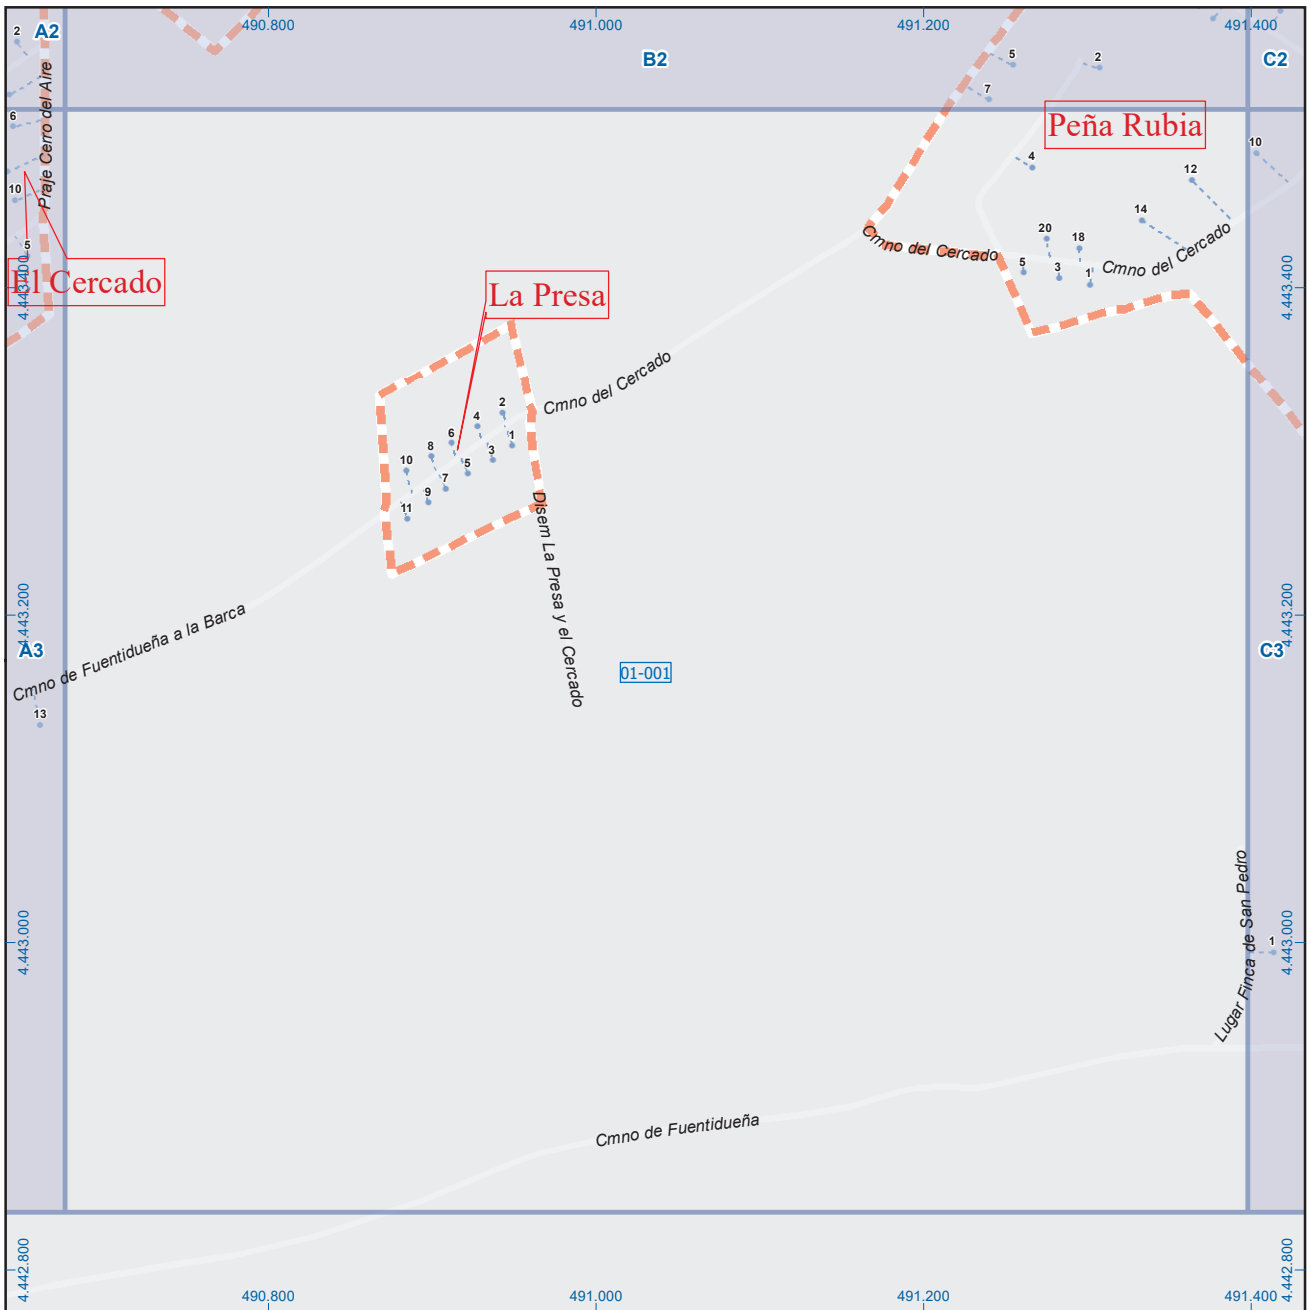 490.800
491.000
491.200
491.400
2
A2
B2
5
2
C2
7
Praje Cerro del Aire
6
Peña Rubia
10
4
12
10
14
20
18
5
Cmno del Cercado
Cmno del Cercado
5
3
1
El Cercado
4.443.400
La Presa
4.443.400
Cmno del Cercado
2
4
6
1
8
3
10
5
7
9
11
Disem La Presa y el Cercado
4.443.200
4.443.200
Cmno de Fuentidueña a la Barca
A3
01-001
C3
13
Lugar Finca de San Pedro
4.443.000
4.443.000
1
Cmno de Fuentidueña
4.442.800
4.442.800
490.800
491.000
491.200
491.400